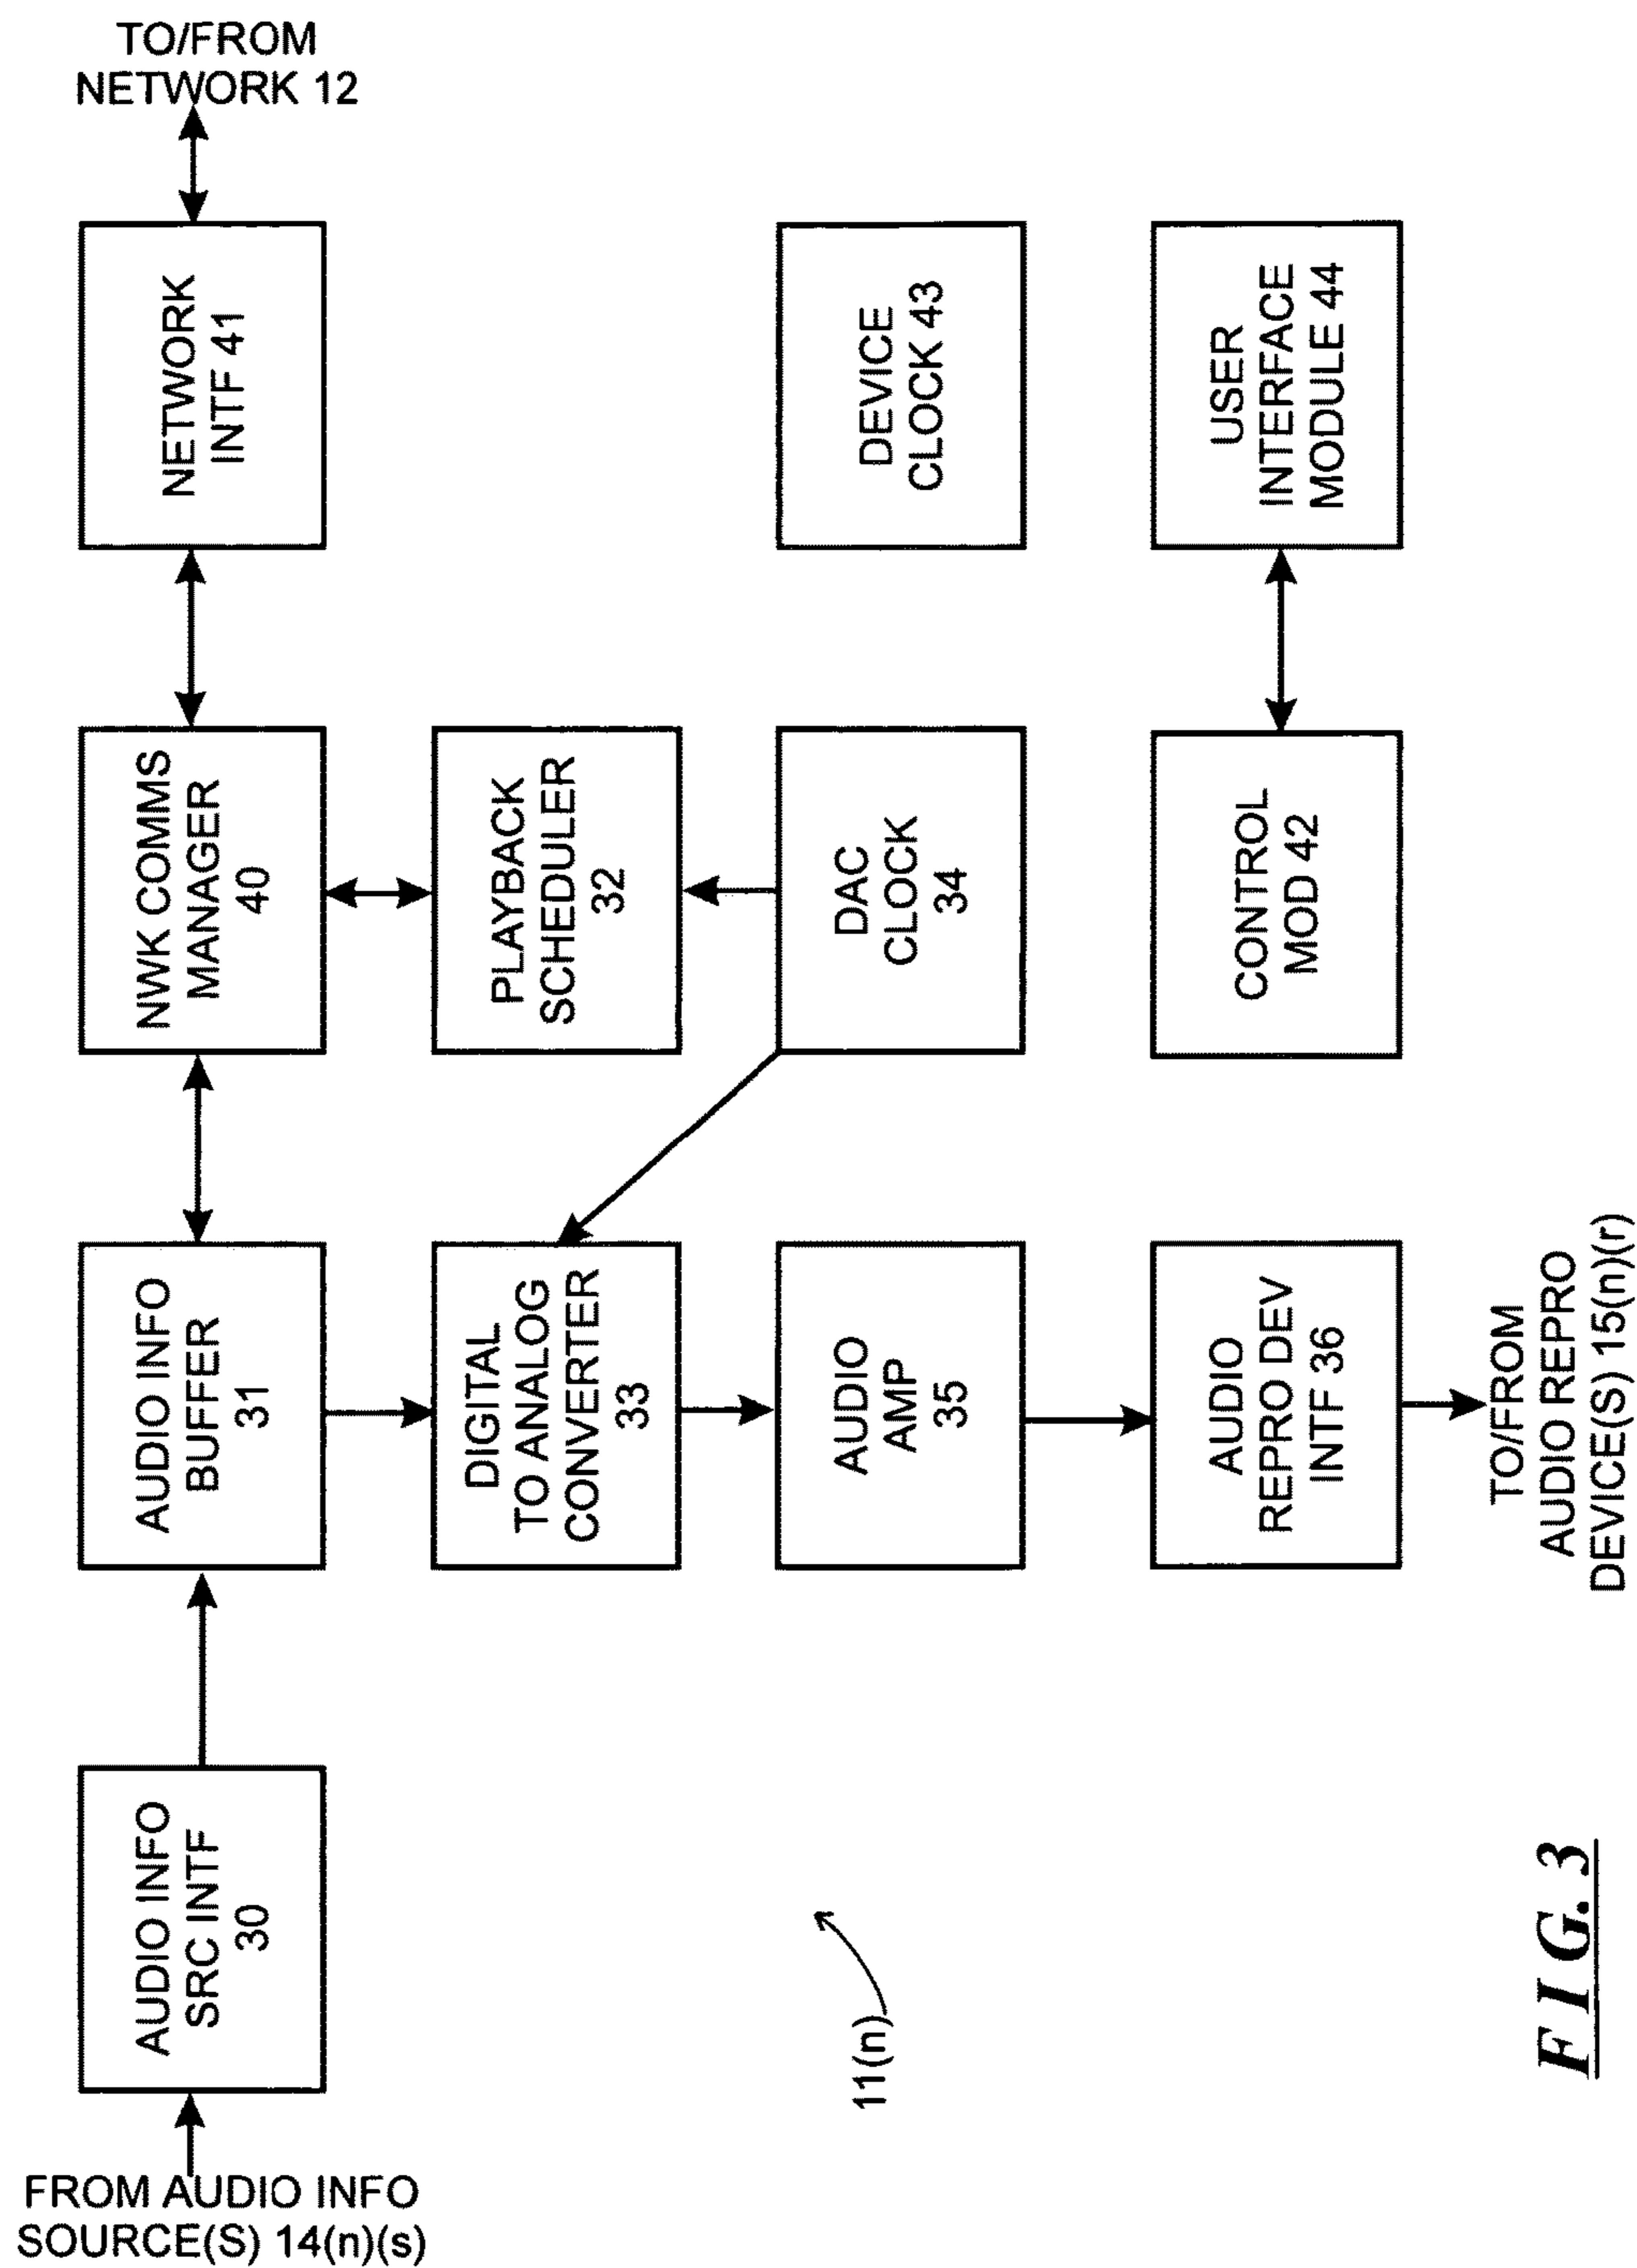 FROM AUDIO INFO
SOURCE(S) 14(n)(s)
AUDIO INFO
SRC INTF
30
AUDIO INFO
BUFFER
31
NWK COMMS
MANAGER
40
NETWORK
INTF 41
TO/FROM
NETWORK 12
DIGITAL
TO ANALOG
CONVERTER
33
PLAYBACK
SCHEDULER
32
AUDIO
AMP
35
DAC
CLOCK
34
DEVICE
CLOCK 43
11(n)
AUDIO
REPRO DEV
INTF 36
CONTROL
MOD 42
USER
INTERFACE
MODULE 44
TO/FROM
AUDIO REPRO
DEVICE(S) 15(n)(r)
FIG. 3